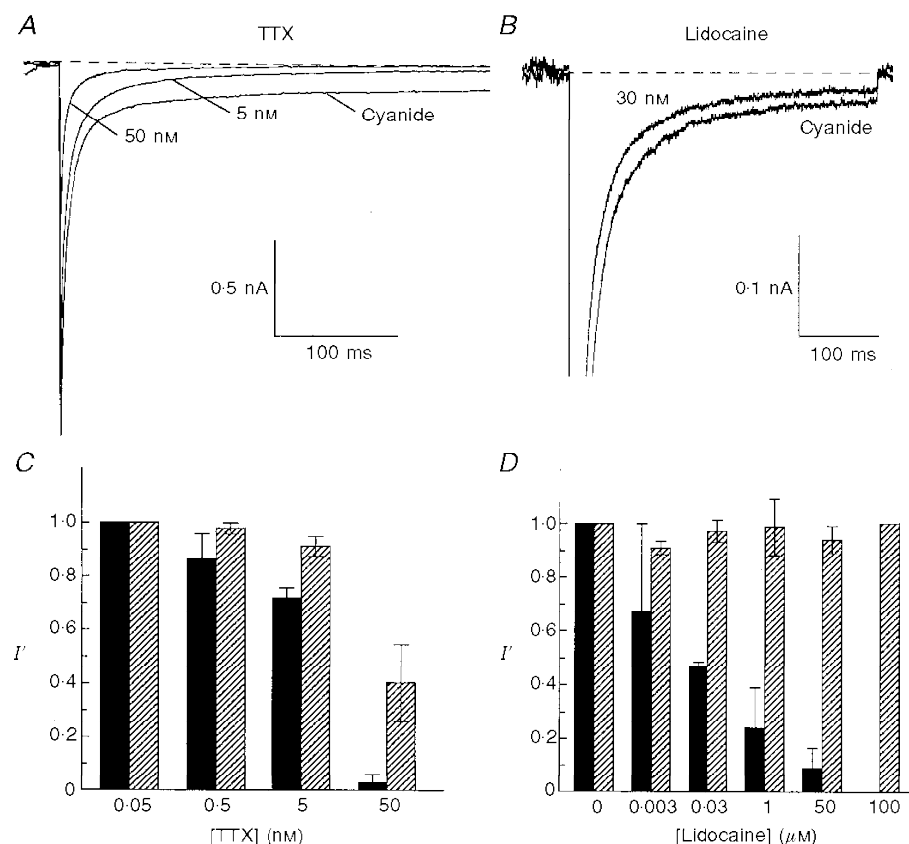 A
TTX
50 nM
5 nM
Cyanide
0·5 nA
100 ms
B
Lidocaine
30 nM
Cyanide
0·1 nA
100 ms
C
1·0
0·8
0·6
I′
0·4
0·2
0
0·05 0·5 5 50
[TTX] (nM)
D
1·0
0·8
0·6
I′
0·4
0·2
0
0 0·003 0·03 1 50 100
[Lidocaine] (μM)